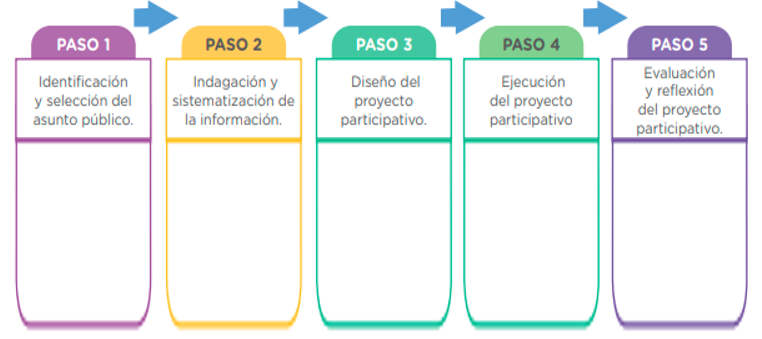 PASO 1
Identificación
y selección del
asunto público.
PASO 2
Indagación y
sistematización de
la información.
PASO 3
Diseño del
proyecto
participativo.
PASO 4
Ejecución
del proyecto
participativo
PASO 5
Evaluación
y reflexión
del proyecto
participativo.